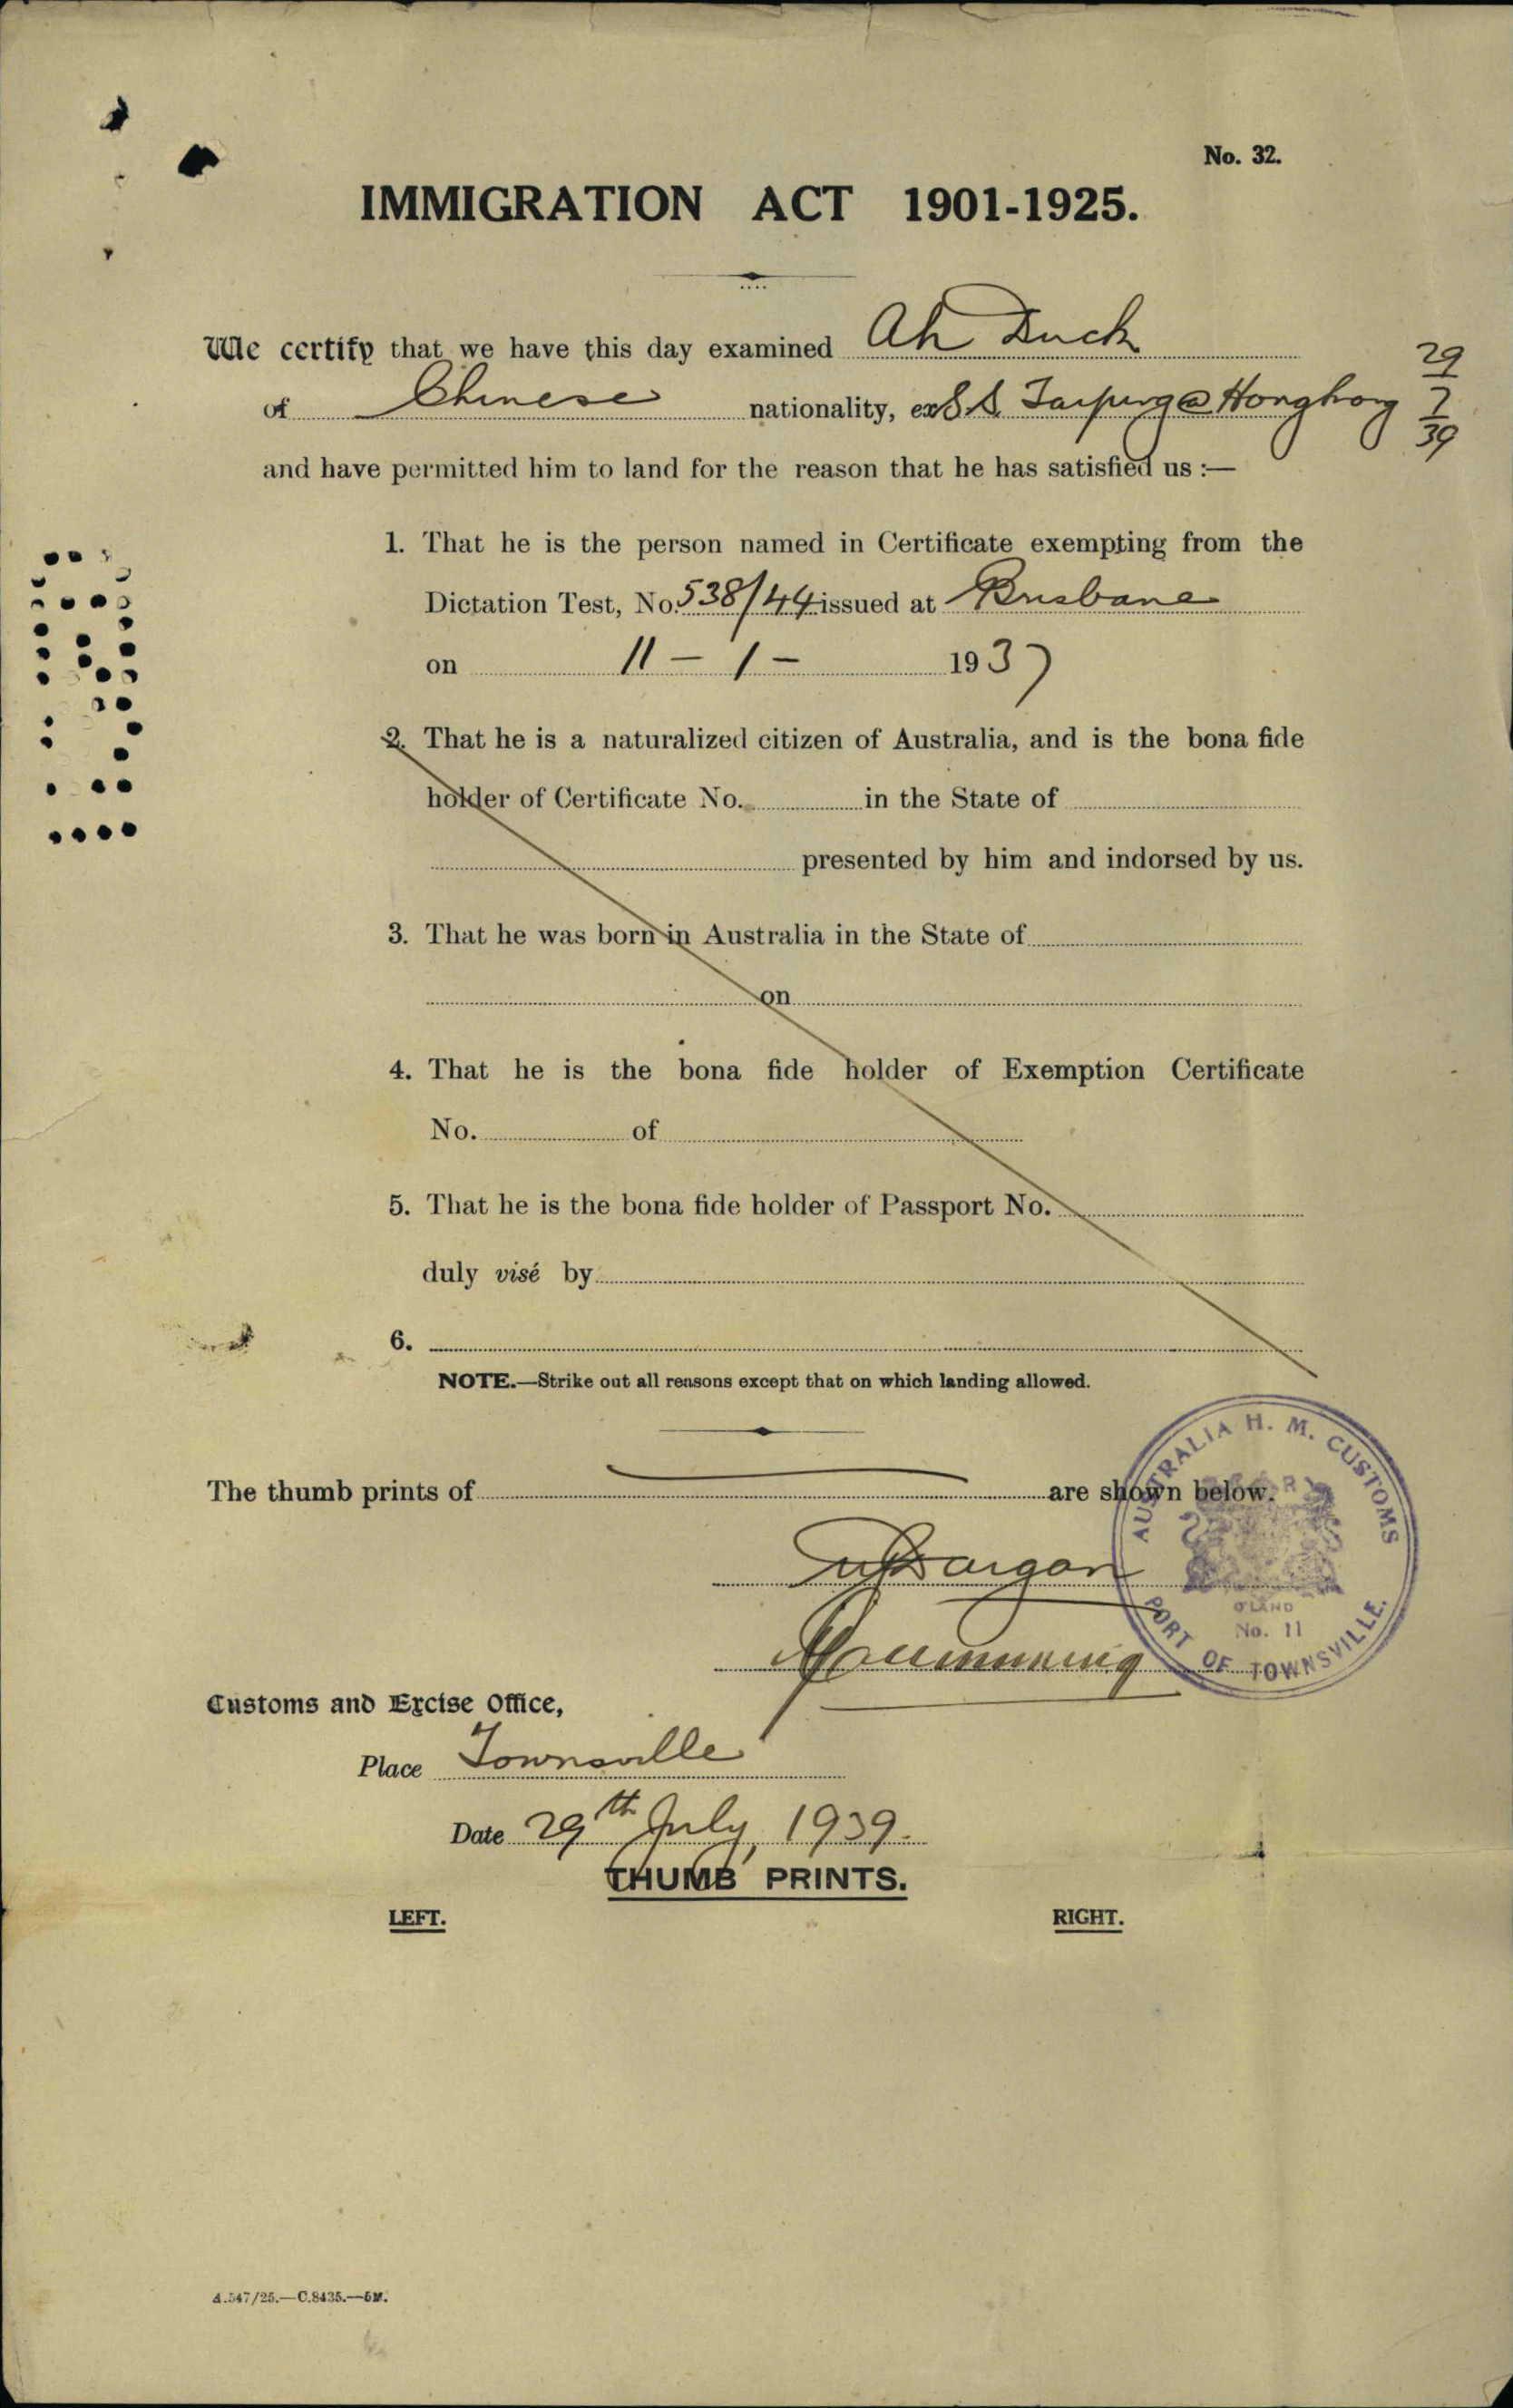 No. 32.
IMMIGRATION ACT 1901-1925.
We certify that we have this day examined Ah Duck
of Chinese nationality, ex S.S. Taiping @ Hongkong 29/7/39
and have permitted him to land for the reason that he has satisfied us :—
1. That he is the person named in Certificate exempting from the
Dictation Test, No. 538/44 issued at Brisbane
on 11 - 1 - 1937
2. That he is a naturalized citizen of Australia, and is the bona fide
holder of Certificate No. in the State of
presented by him and indorsed by us.
3. That he was born in Australia in the State of
on
4. That he is the bona fide holder of Exemption Certificate
No. of
5. That he is the bona fide holder of Passport No.
duly visé by
6.
NOTE.—Strike out all reasons except that on which landing allowed.
The thumb prints of are shown below.
AUSTRALIA H. M. CUSTOMS
Q'LAND
No. 11
PORT OF TOWNSVILLE.
Customs and Excise Office,
Place Townsville
Date 29th July, 1939.
THUMB PRINTS.
LEFT. RIGHT.
A.547/25.—C.8435.—5M.